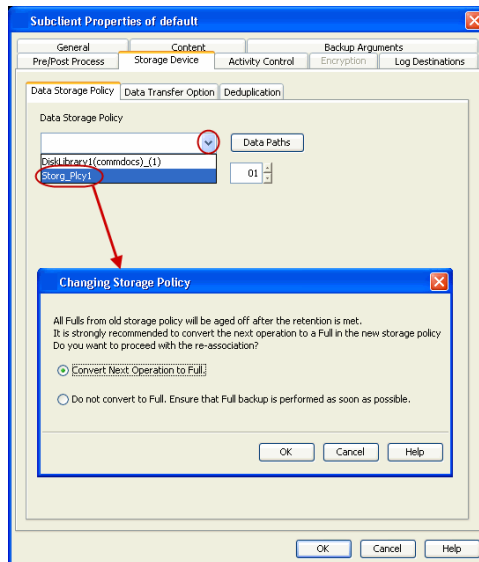 Subclient Properties of default
General Content Backup Arguments
Pre/Post Process Storage Device Activity Control Encryption Log Destinations
Data Storage Policy Data Transfer Option Deduplication
Data Storage Policy
Data Paths
DiskLibrary1(commdocs)_(1)
Storg_Plcy1
01
Changing Storage Policy
All Fulls from old storage policy will be aged off after the retention is met.
It is strongly recommended to convert the next operation to a Full in the new storage policy
Do you want to proceed with the re-association?
Convert Next Operation to Full.
Do not convert to Full. Ensure that Full backup is performed as soon as possible.
OK Cancel Help
OK Cancel Help